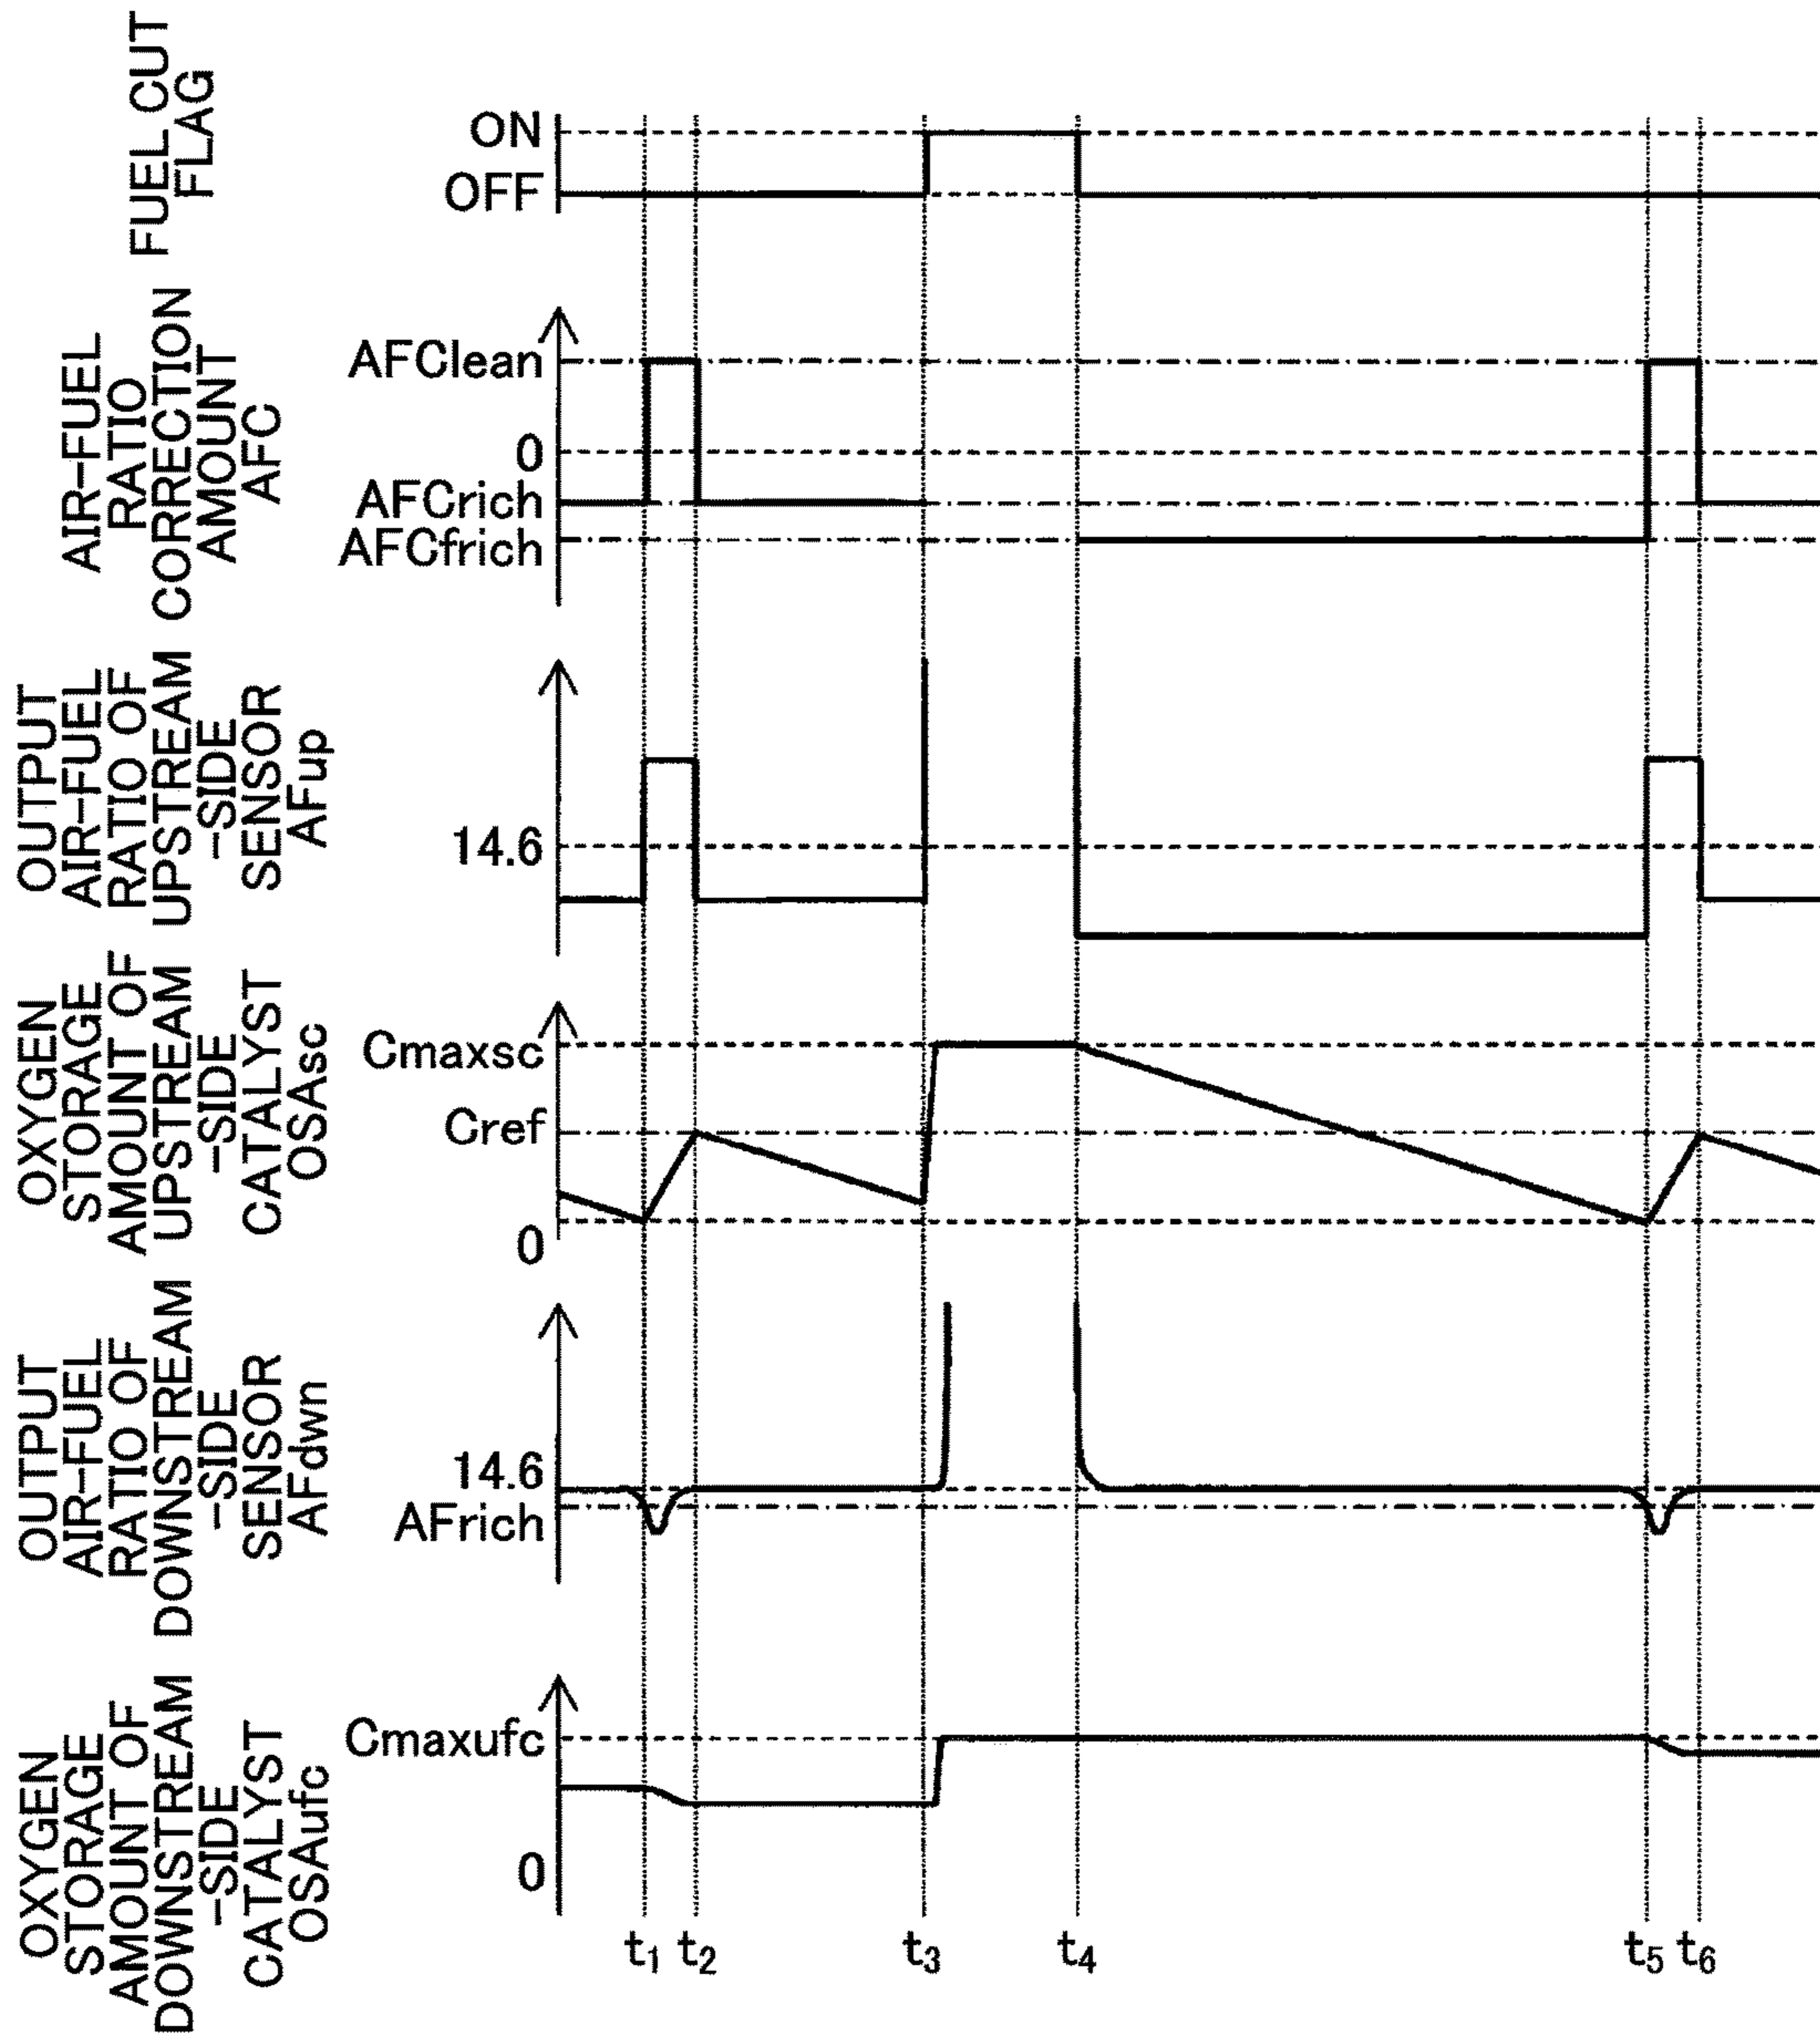 FUEL CUT
FLAG
ON
OFF
AIR-FUEL
RATIO
CORRECTION
AMOUNT
AFC
AFClean
0
AFCrich
AFCfrich
OUTPUT
AIR-FUEL
RATIO OF
UPSTREAM
-SIDE
SENSOR
AFup
14.6
OXYGEN
STORAGE
AMOUNT OF
UPSTREAM
-SIDE
CATALYST
OSAsc
Cmaxsc
Cref
0
OUTPUT
AIR-FUEL
RATIO OF
DOWNSTREAM
-SIDE
SENSOR
AFdwn
14.6
AFrich
OXYGEN
STORAGE
AMOUNT OF
DOWNSTREAM
-SIDE
CATALYST
OSAufc
Cmaxufc
0
t1 t2 t3 t4 t5 t6